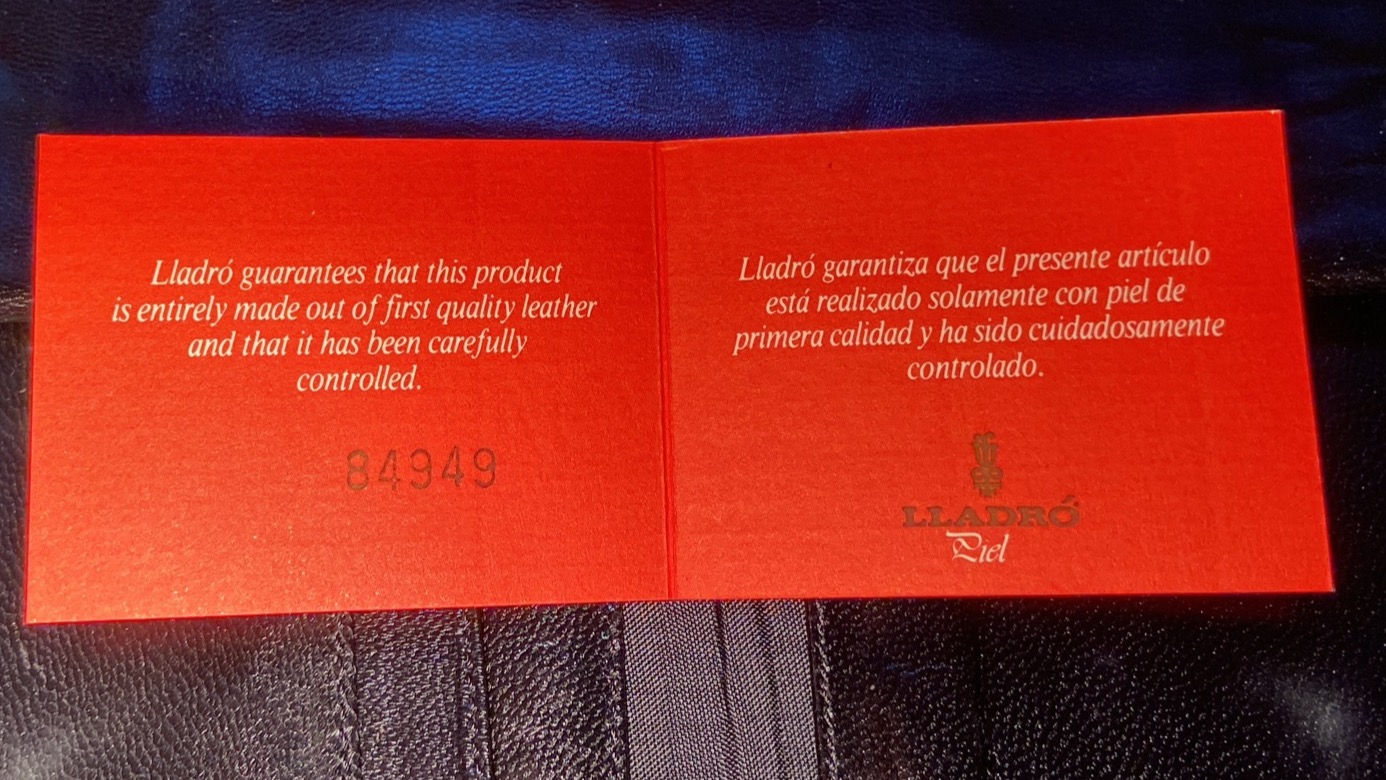 Lladró guarantees that this product
is entirely made out of first quality leather
and that it has been carefully
controlled.
84949
Lladró garantiza que el presente artículo
está realizado solamente con piel de
primera calidad y ha sido cuidadosamente
controlado.
LLADRÓ
Piel